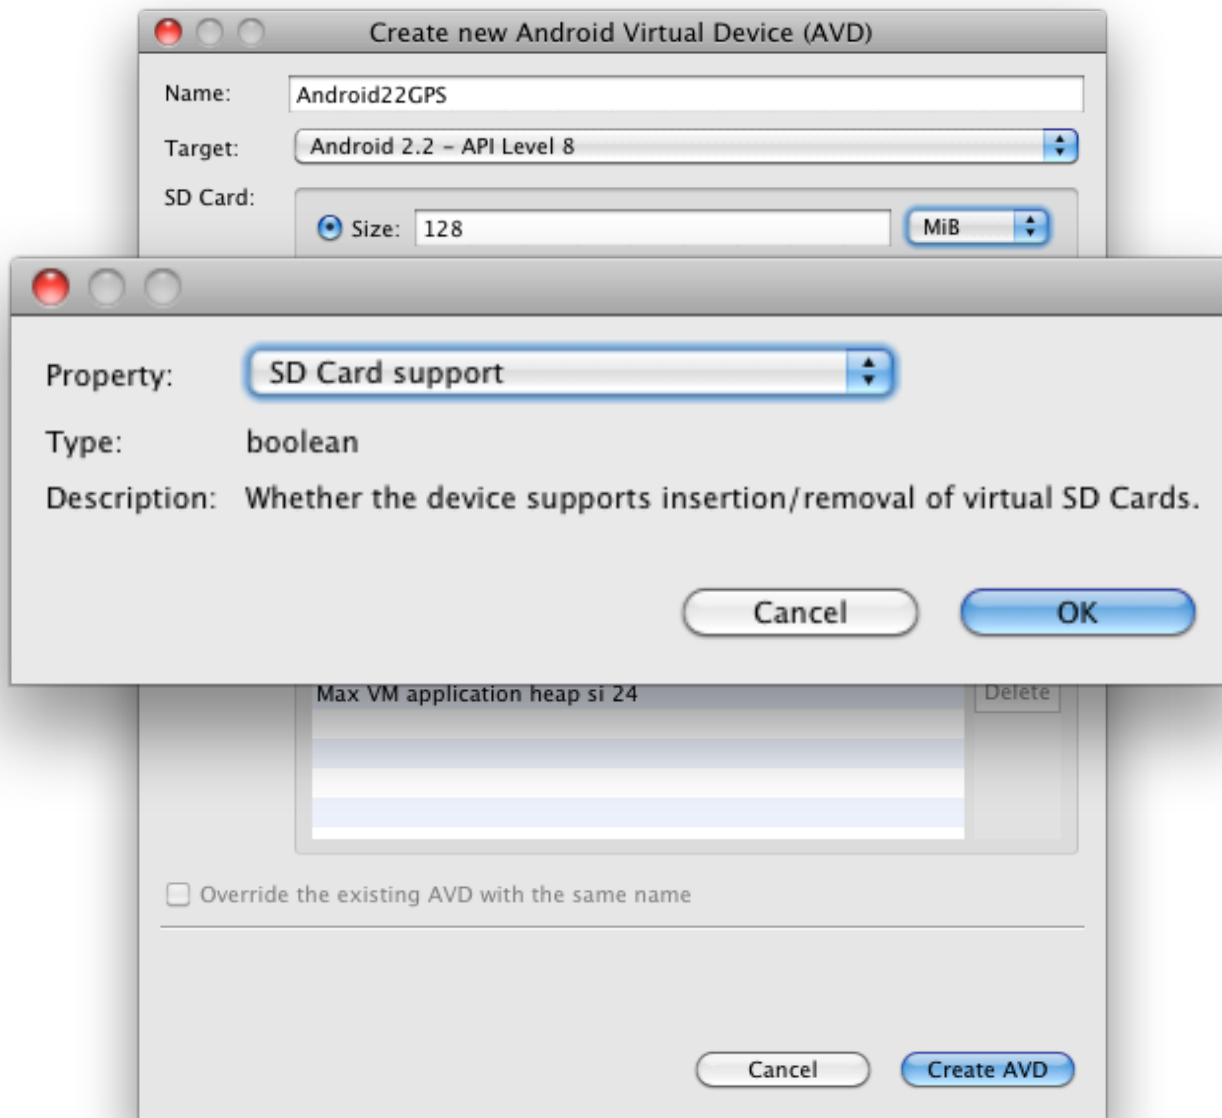 Create new Android Virtual Device (AVD)
Name: Android22GPS
Target: Android 2.2 – API Level 8
SD Card:
Size: 128 MiB
Property: SD Card support
Type: boolean
Description: Whether the device supports insertion/removal of virtual SD Cards.
Cancel OK
Max VM application heap si 24 Delete
Override the existing AVD with the same name
Cancel Create AVD